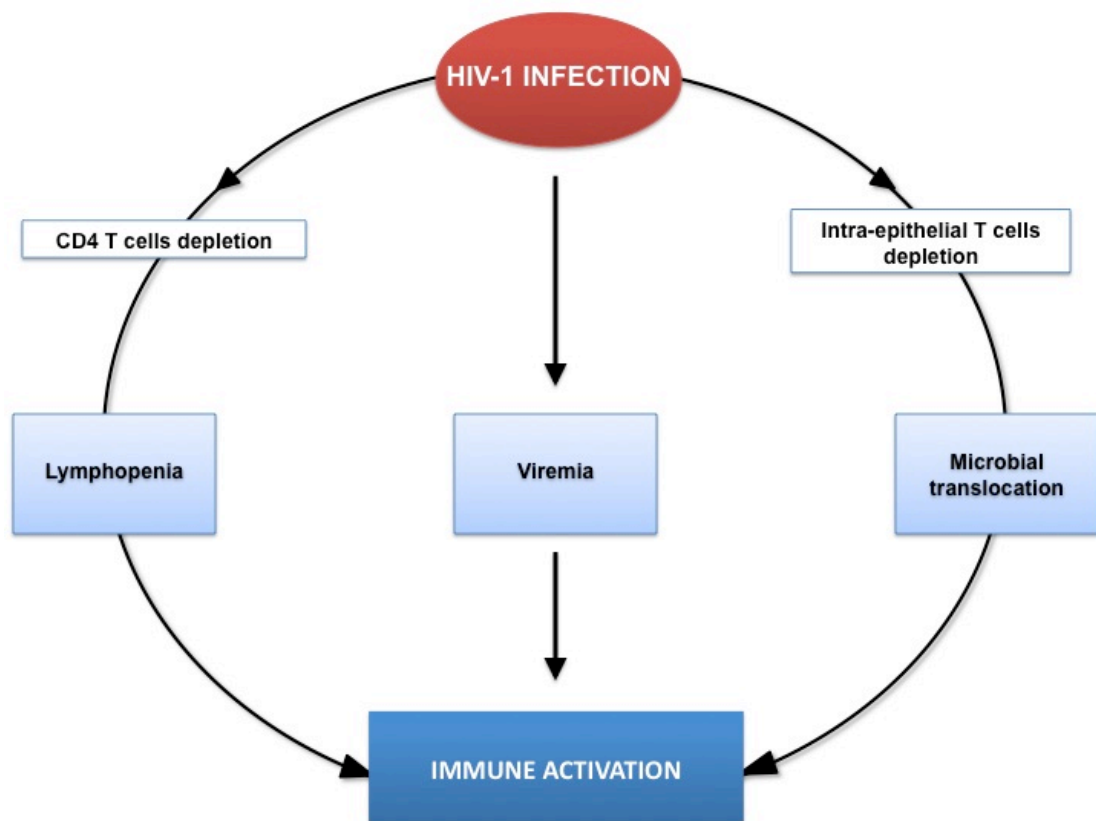 HIV-1 INFECTION
CD4 T cells depletion
Intra-epithelial T cells
depletion
Lymphopenia
Viremia
Microbial
translocation
IMMUNE ACTIVATION